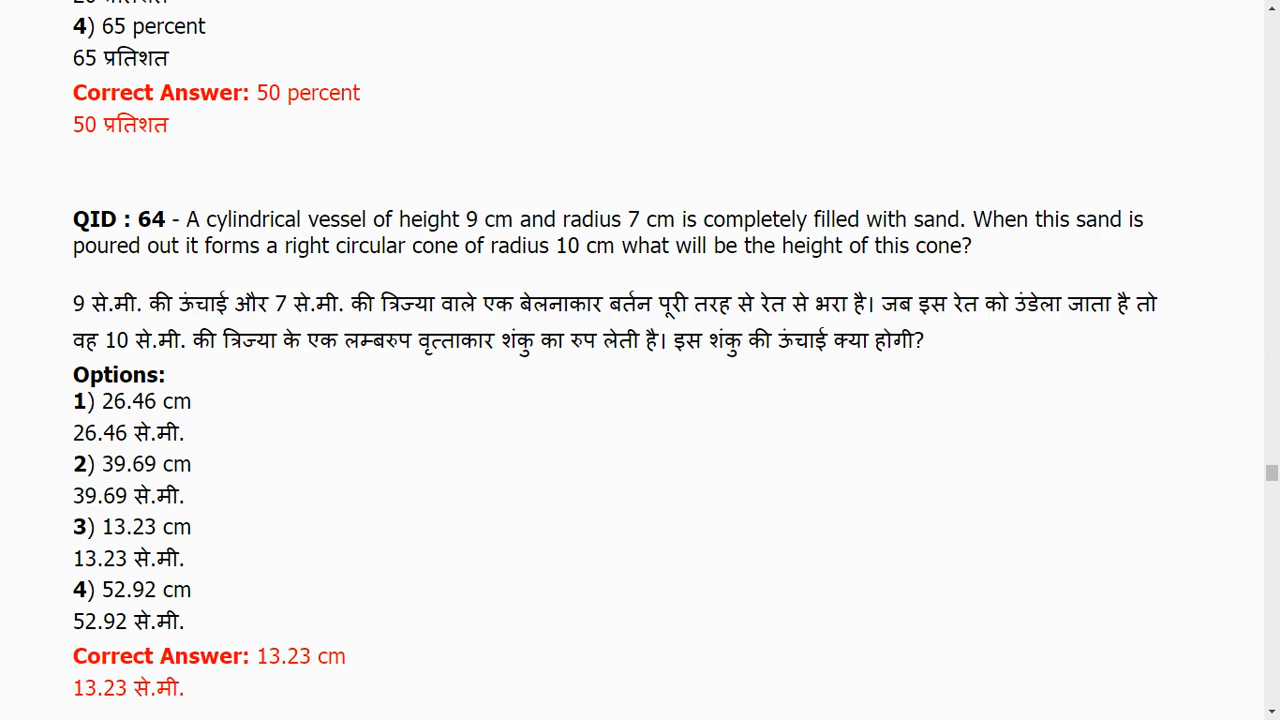 4) 65 percent
65 प्रतिशत
Correct Answer: 50 percent
50 प्रतिशत
QID : 64 - A cylindrical vessel of height 9 cm and radius 7 cm is completely filled with sand. When this sand is
poured out it forms a right circular cone of radius 10 cm what will be the height of this cone?
9 से.मी. की ऊंचाई और 7 से.मी. की त्रिज्या वाले एक बेलनाकार बर्तन पूरी तरह से रेत से भरा है। जब इस रेत को उंडेला जाता है तो
वह 10 से.मी. की त्रिज्या के एक लम्बरुप वृत्ताकार शंकु का रुप लेती है। इस शंकु की ऊंचाई क्या होगी?
Options:
1) 26.46 cm
26.46 से.मी.
2) 39.69 cm
39.69 से.मी.
3) 13.23 cm
13.23 से.मी.
4) 52.92 cm
52.92 से.मी.
Correct Answer: 13.23 cm
13.23 से.मी.